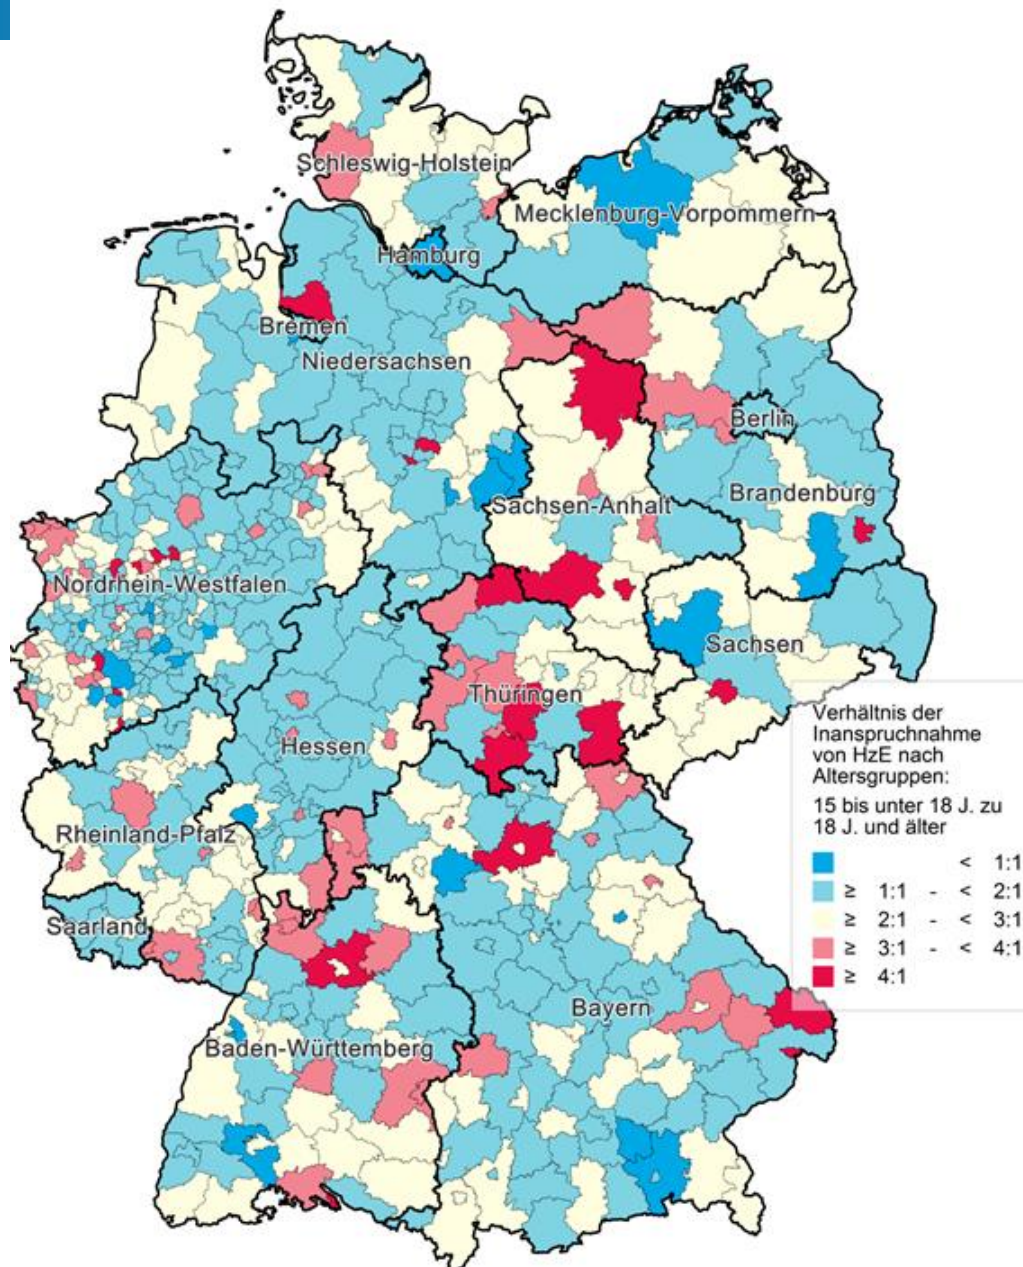 Schleswig-Holstein
Mecklenburg-Vorpommern
Hamburg
Bremen
Niedersachsen
Berlin
Brandenburg
Sachsen-Anhalt
Nordrhein-Westfalen
Sachsen
Thüringen
Hessen
Rheinland-Pfalz
Saarland
Bayern
Baden-Württemberg
Verhältnis der
Inanspruchnahme
von HzE nach
Altersgruppen:
15 bis unter 18 J. zu
18 J. und älter
< 1:1
≥ 1:1 - < 2:1
≥ 2:1 - < 3:1
≥ 3:1 - < 4:1
≥ 4:1